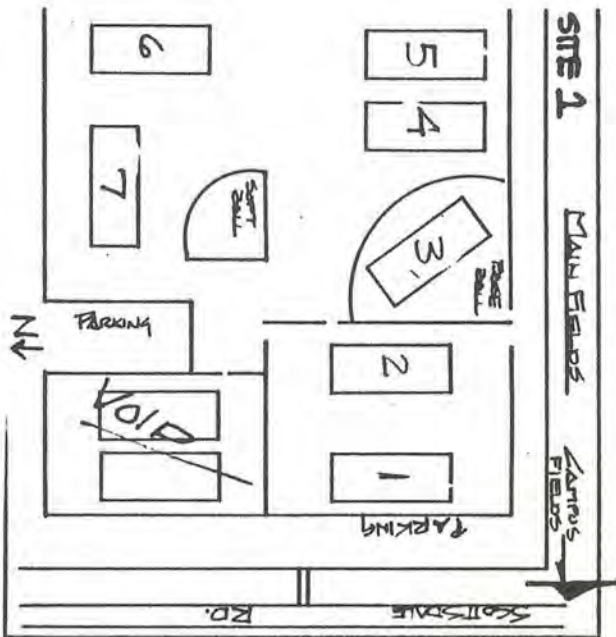 SITE 1
MAIN FIELDS
CAMPUS
FIELDS
6
5
4
7
SOFT
BALL
3
BASE
BALL
PARKING
N
2
VOID
1
PARKING
SCOTTSDALE RD.